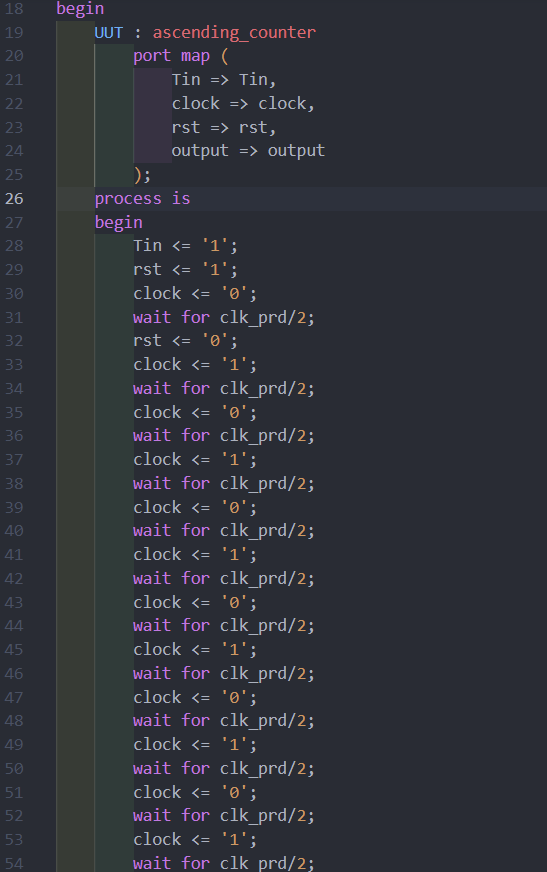 18 begin
19 UUT : ascending_counter
20 port map (
21 Tin => Tin,
22 clock => clock,
23 rst => rst,
24 output => output
25 );
26 process is
27 begin
28 Tin <= '1';
29 rst <= '1';
30 clock <= '0';
31 wait for clk_prd/2;
32 rst <= '0';
33 clock <= '1';
34 wait for clk_prd/2;
35 clock <= '0';
36 wait for clk_prd/2;
37 clock <= '1';
38 wait for clk_prd/2;
39 clock <= '0';
40 wait for clk_prd/2;
41 clock <= '1';
42 wait for clk_prd/2;
43 clock <= '0';
44 wait for clk_prd/2;
45 clock <= '1';
46 wait for clk_prd/2;
47 clock <= '0';
48 wait for clk_prd/2;
49 clock <= '1';
50 wait for clk_prd/2;
51 clock <= '0';
52 wait for clk_prd/2;
53 clock <= '1';
54 wait for clk_prd/2;